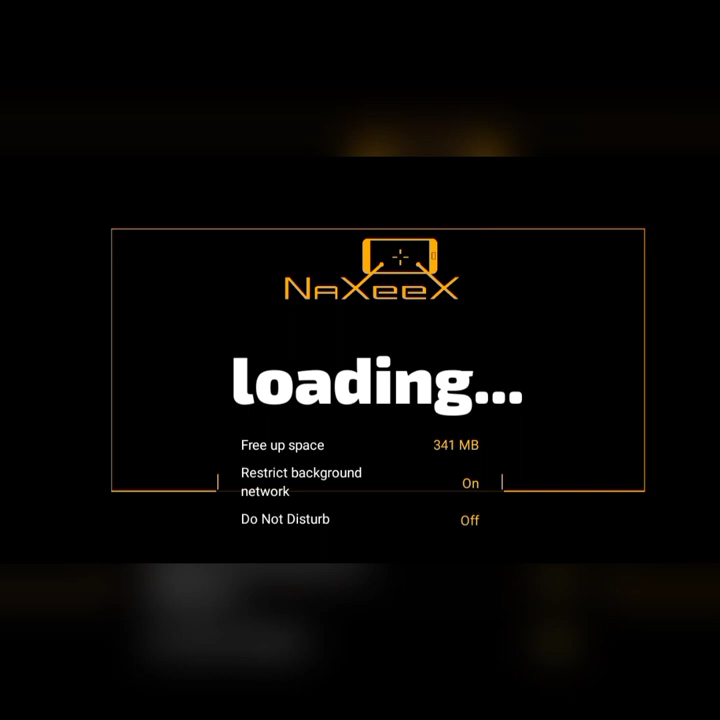 NaXeeX
loading...
Free up space 341 MB
Restrict background
network On
Do Not Disturb Off